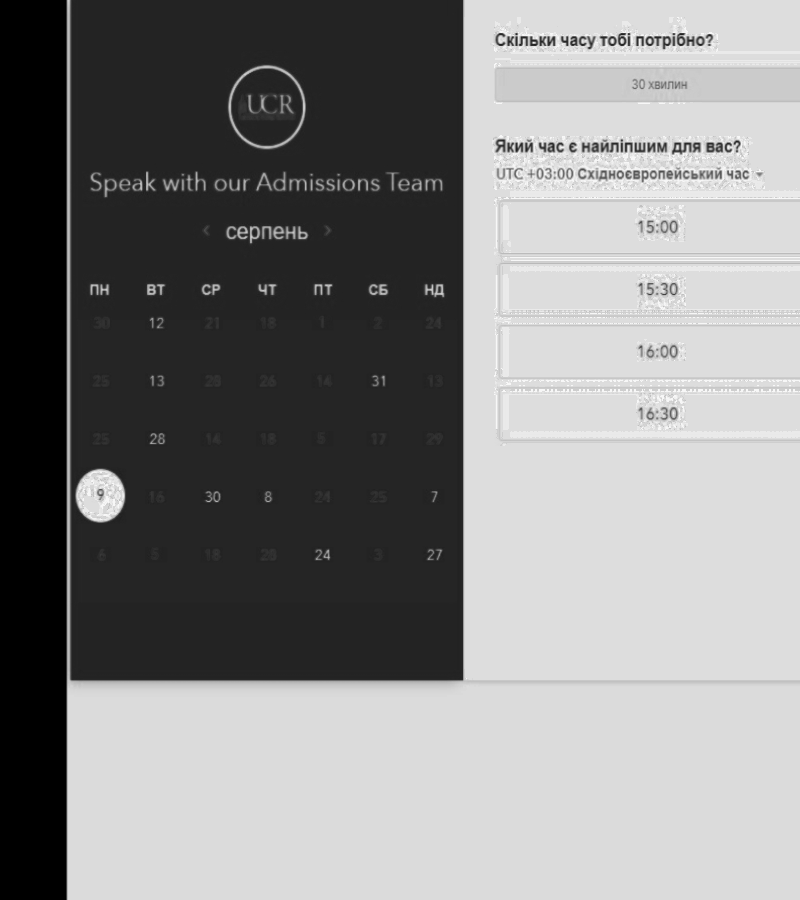 UCR
Speak with our Admissions Team
‹ серпень ›
ПН ВТ СР ЧТ ПТ СБ НД
30 12 21 18 1 2 24
25 13 28 26 14 31 13
25 28 14 18 5 17 29
9 16 30 8 24 25 7
6 5 18 28 24 3 27
Скільки часу тобі потрібно?
30 хвилин
Який час є найліпшим для вас?
UTC +03:00 Східноєвропейський час
15:00
15:30
16:00
16:30